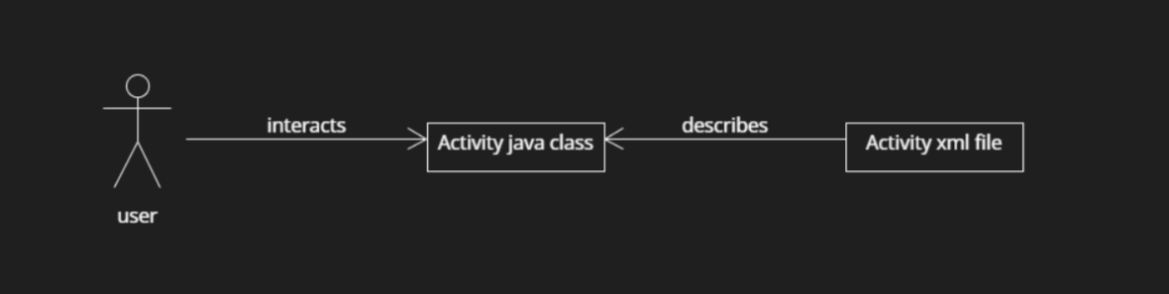 interacts
describes
Activity java class
Activity xml file
user